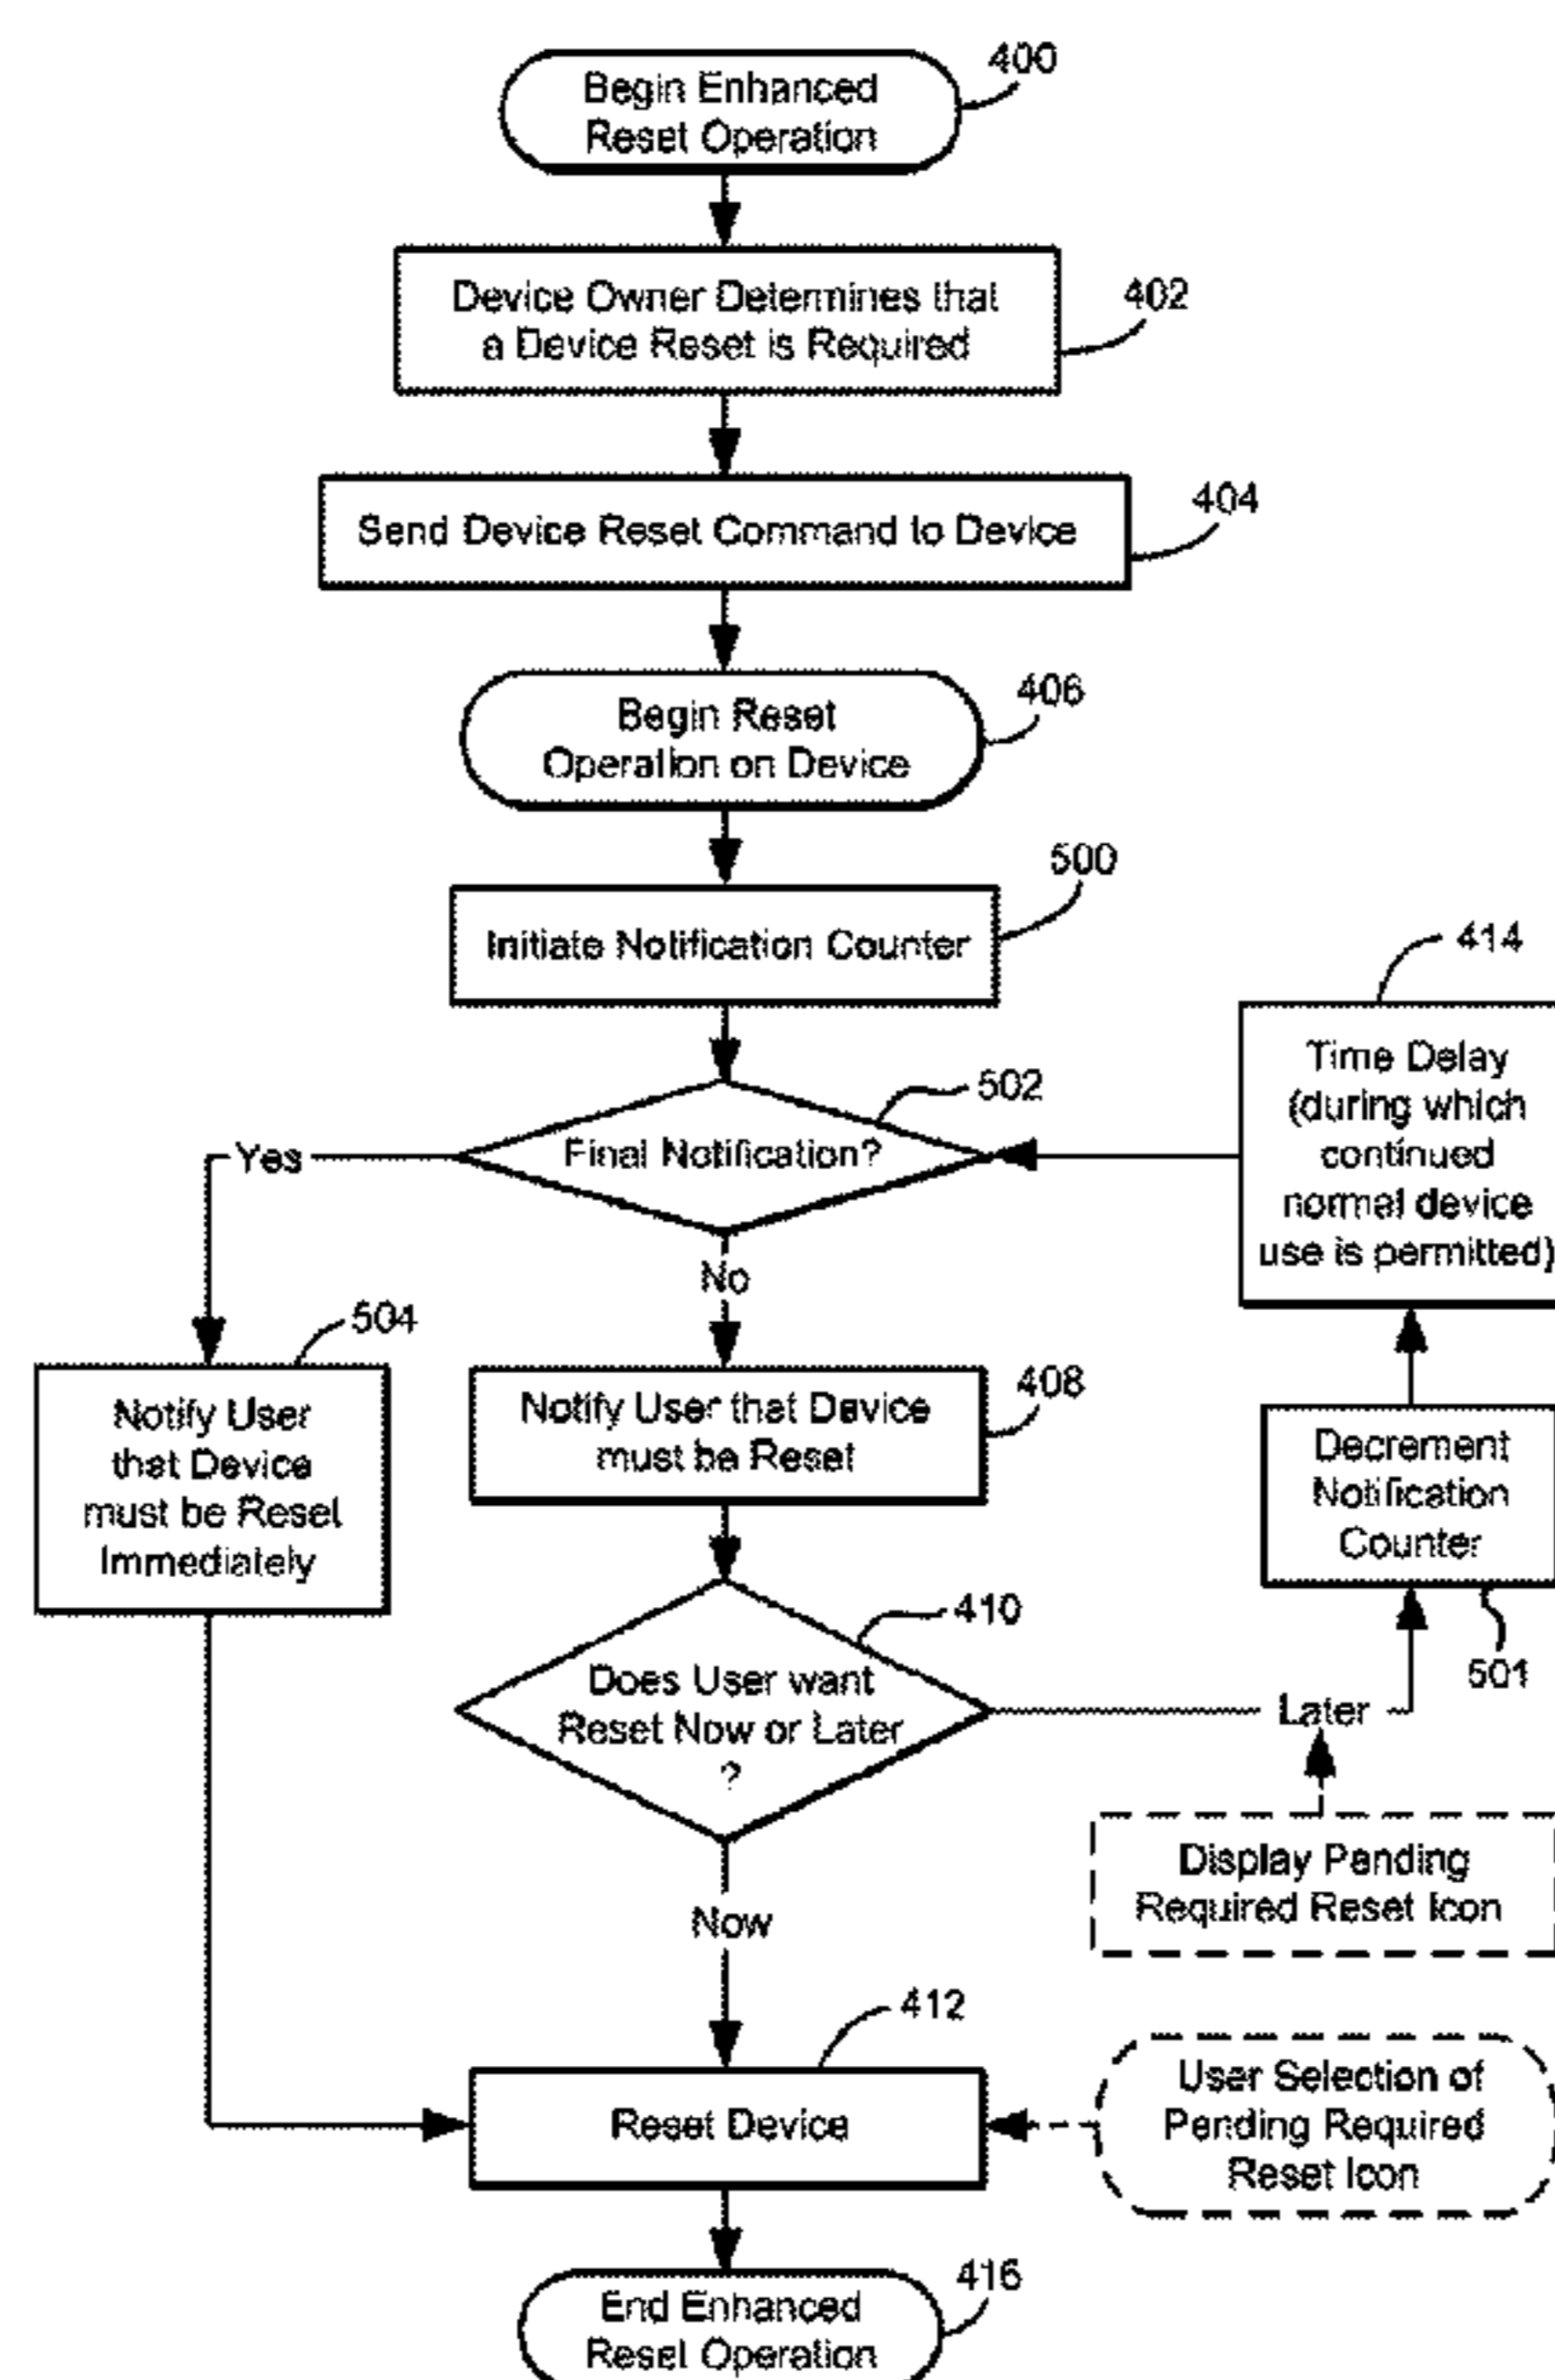 400
Begin Enhanced
Reset Operation
402
Device Owner Determines that
a Device Reset is Required
404
Send Device Reset Command to Device
406
Begin Reset
Operation on Device
500
Initiate Notification Counter
414
Time Delay
(during which
continued
normal device
use is permitted)
502
Final Notification?
Yes
No
504
Notify User
that Device
must be Reset
Immediately
408
Notify User that Device
must be Reset
Decrement
Notification
Counter
501
410
Does User want
Reset Now or Later
?
Later
Display Pending
Required Reset Icon
Now
412
Reset Device
User Selection of
Pending Required
Reset Icon
416
End Enhanced
Reset Operation